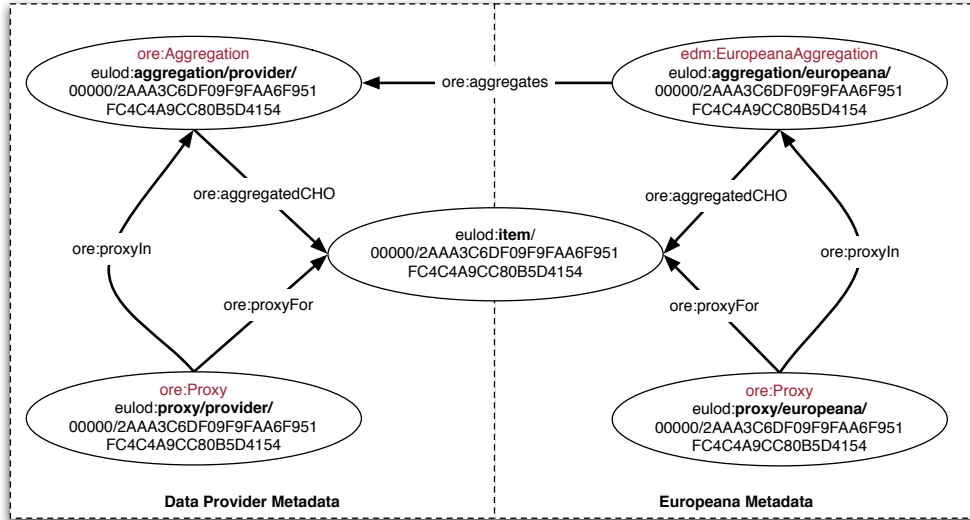 ore:Aggregation
eulod:aggregation/provider/
00000/2AAA3C6DF09F9FAA6F951
FC4C4A9CC80B5D4154
ore:aggregates
edm:EuropeanaAggregation
eulod:aggregation/europeana/
00000/2AAA3C6DF09F9FAA6F951
FC4C4A9CC80B5D4154
ore:aggregatedCHO
ore:aggregatedCHO
ore:proxyIn
eulod:item/
00000/2AAA3C6DF09F9FAA6F951
FC4C4A9CC80B5D4154
ore:proxyIn
ore:proxyFor
ore:proxyFor
ore:Proxy
eulod:proxy/provider/
00000/2AAA3C6DF09F9FAA6F951
FC4C4A9CC80B5D4154
ore:Proxy
eulod:proxy/europeana/
00000/2AAA3C6DF09F9FAA6F951
FC4C4A9CC80B5D4154
Data Provider Metadata
Europeana Metadata